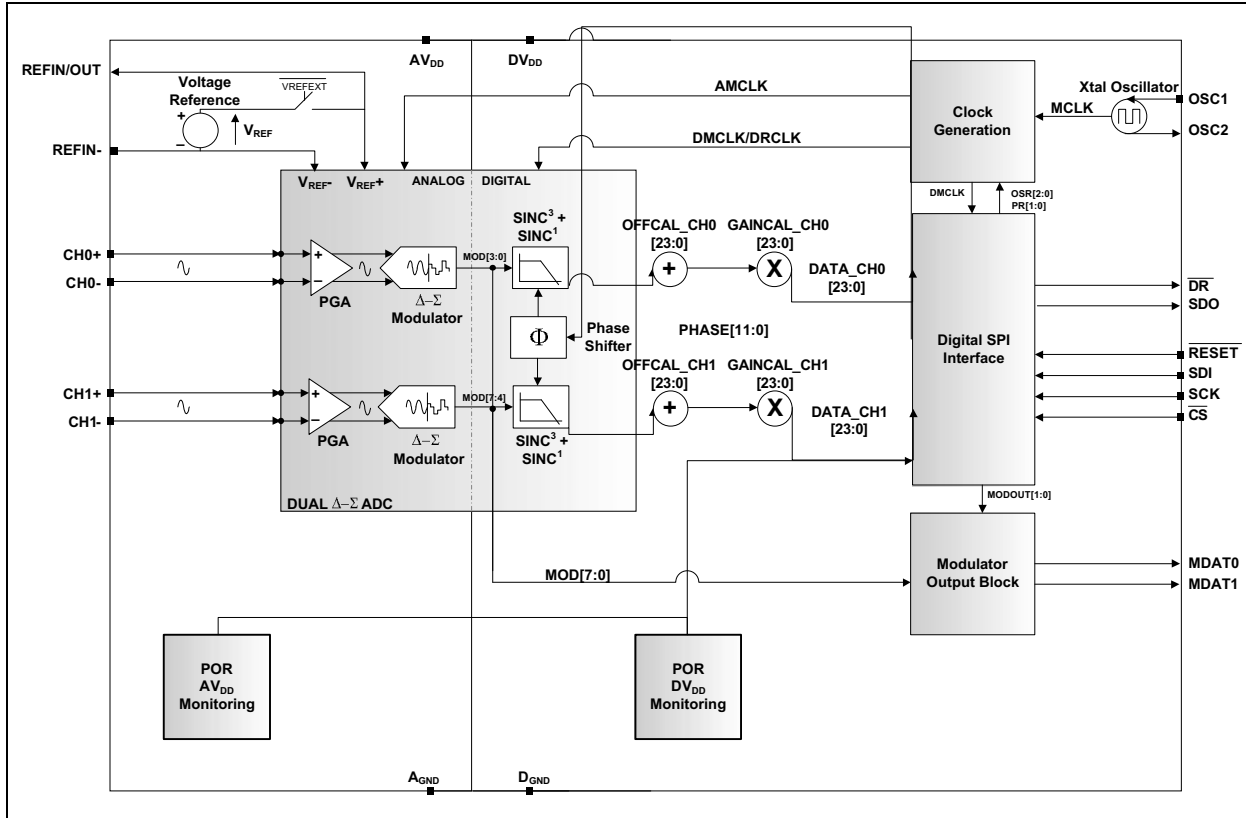 AVDD
DVDD
REFIN/OUT
Voltage
Reference
VREFEXT
+
–
VREF
REFIN-
AMCLK
DMCLK/DRCLK
Clock
Generation
Xtal Oscillator
MCLK
OSC1
OSC2
VREF- VREF+ ANALOG DIGITAL
DMCLK
OSR[2:0]
PR[1:0]
CH0+
CH0-
+
–
PGA
Δ–Σ
Modulator
MOD[3:0]
SINC³ +
SINC¹
OFFCAL_CH0
[23:0]
+
GAINCAL_CH0
[23:0]
X
DATA_CH0
[23:0]
Φ
Phase
Shifter
PHASE[11:0]
Digital SPI
Interface
DR
SDO
RESET
SDI
SCK
CS
CH1+
CH1-
+
–
PGA
Δ–Σ
Modulator
MOD[7:4]
SINC³ +
SINC¹
OFFCAL_CH1
[23:0]
+
GAINCAL_CH1
[23:0]
X
DATA_CH1
[23:0]
DUAL Δ–Σ ADC
MODOUT[1:0]
MOD[7:0]
Modulator
Output Block
MDAT0
MDAT1
POR
AVDD
Monitoring
POR
DVDD
Monitoring
AGND
DGND